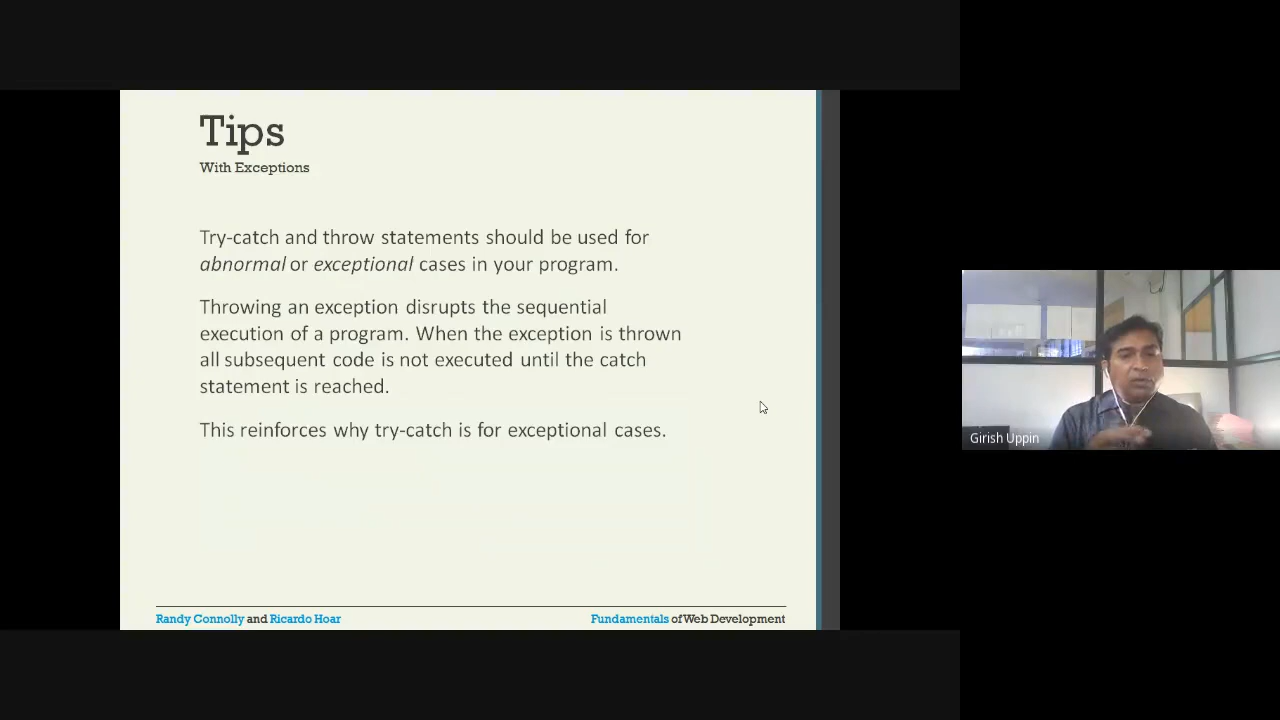 Tips
With Exceptions
Try-catch and throw statements should be used for
abnormal or exceptional cases in your program.
Throwing an exception disrupts the sequential
execution of a program. When the exception is thrown
all subsequent code is not executed until the catch
statement is reached.
This reinforces why try-catch is for exceptional cases.
Randy Connolly and Ricardo Hoar
Fundamentals of Web Development
Girish Uppin